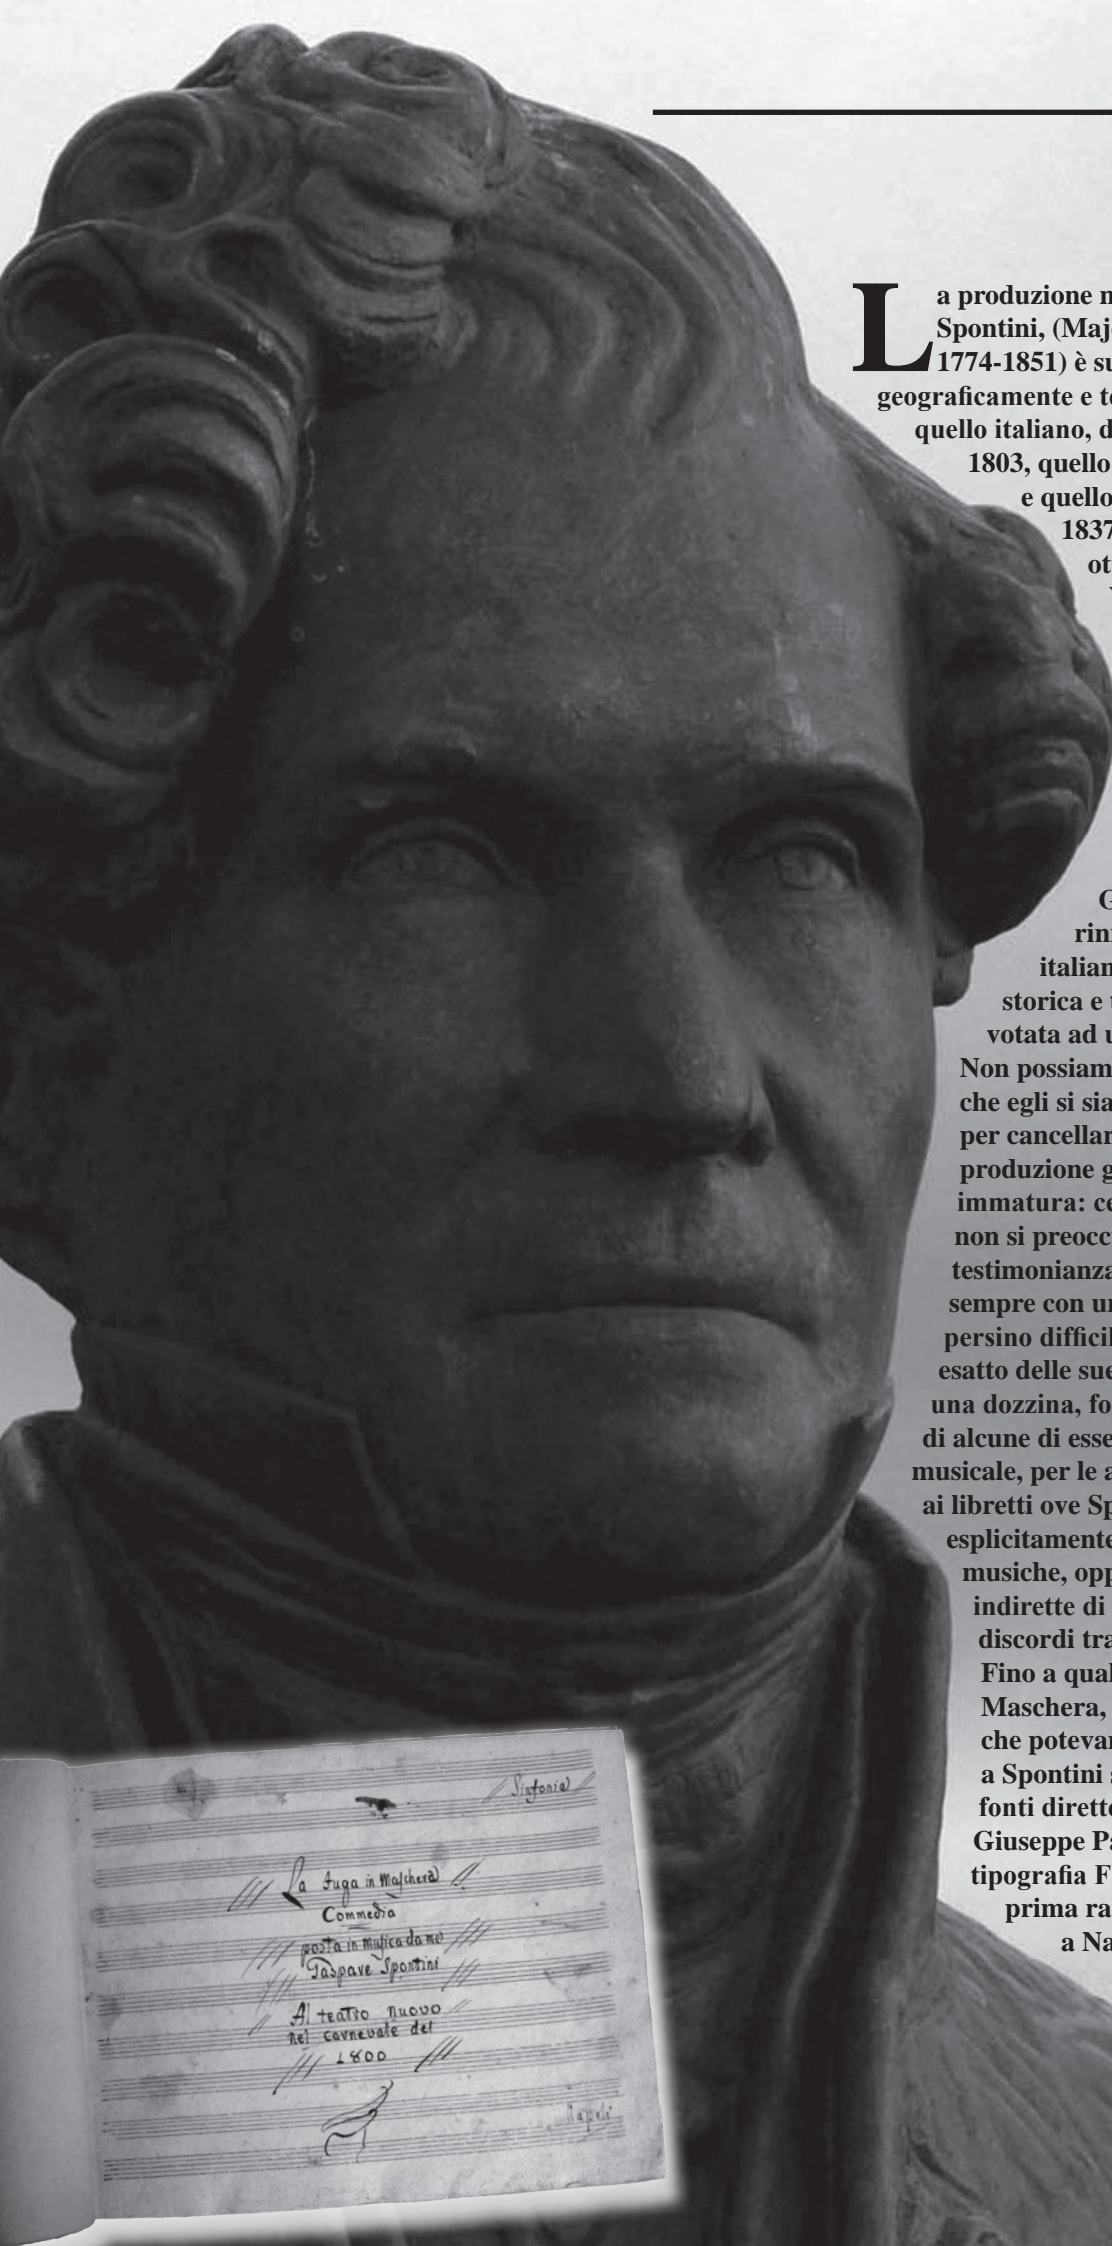 La produzione
Spontini, (Maj
1774-1851) è su
geograficamente e te
quello italiano, d
1803, quello
e quello
1837
ot
G
rin
italian
storica e t
votata ad u
Non possiam
che egli si sia
per cancellar
produzione g
immatura: ce
non si preocc
testimonianza
sempre con un
persino difficil
esatto delle sue
una dozzina, fo
di alcune di esse
musicale, per le a
ai libretti ove Sp
esplicitamente
musiche, opp
indirette di
discordi tra
Fino a qual
Maschera,
che potevan
a Spontini s
fonti dirette
Giuseppe Pa
tipografia F
prima ra
a Na
Sinfonia
La Fuga in Maschera
Commedia
posta in musica da me
Gaspare Spontini
Al teatro nuovo
nel carnevale del
1800
Napoli